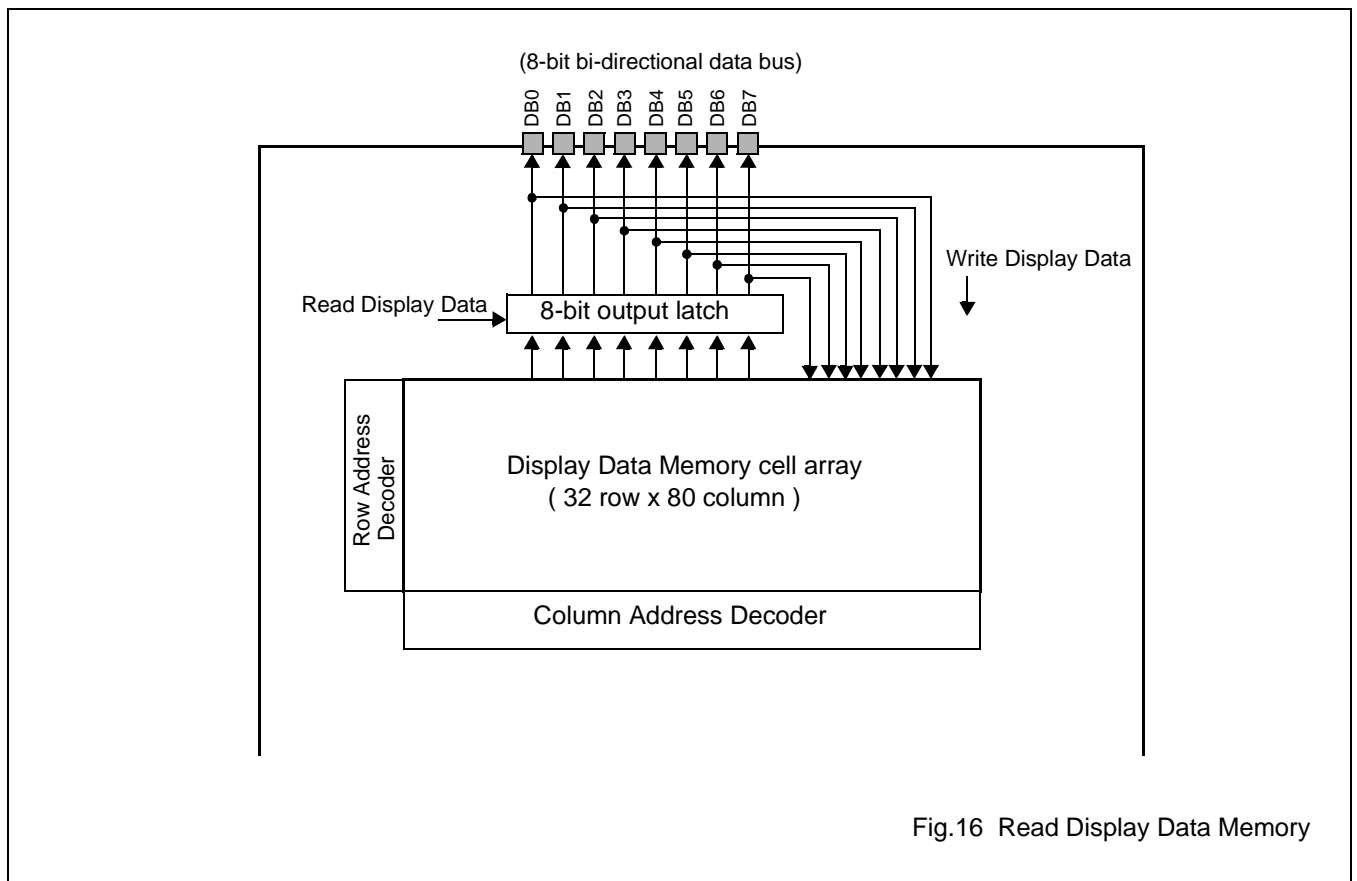 (8-bit bi-directional data bus)
DB0
DB1
DB2
DB3
DB4
DB5
DB6
DB7
Write Display Data
Read Display Data
8-bit output latch
Row Address
Decoder
Display Data Memory cell array
( 32 row x 80 column )
Column Address Decoder
Fig.16 Read Display Data Memory